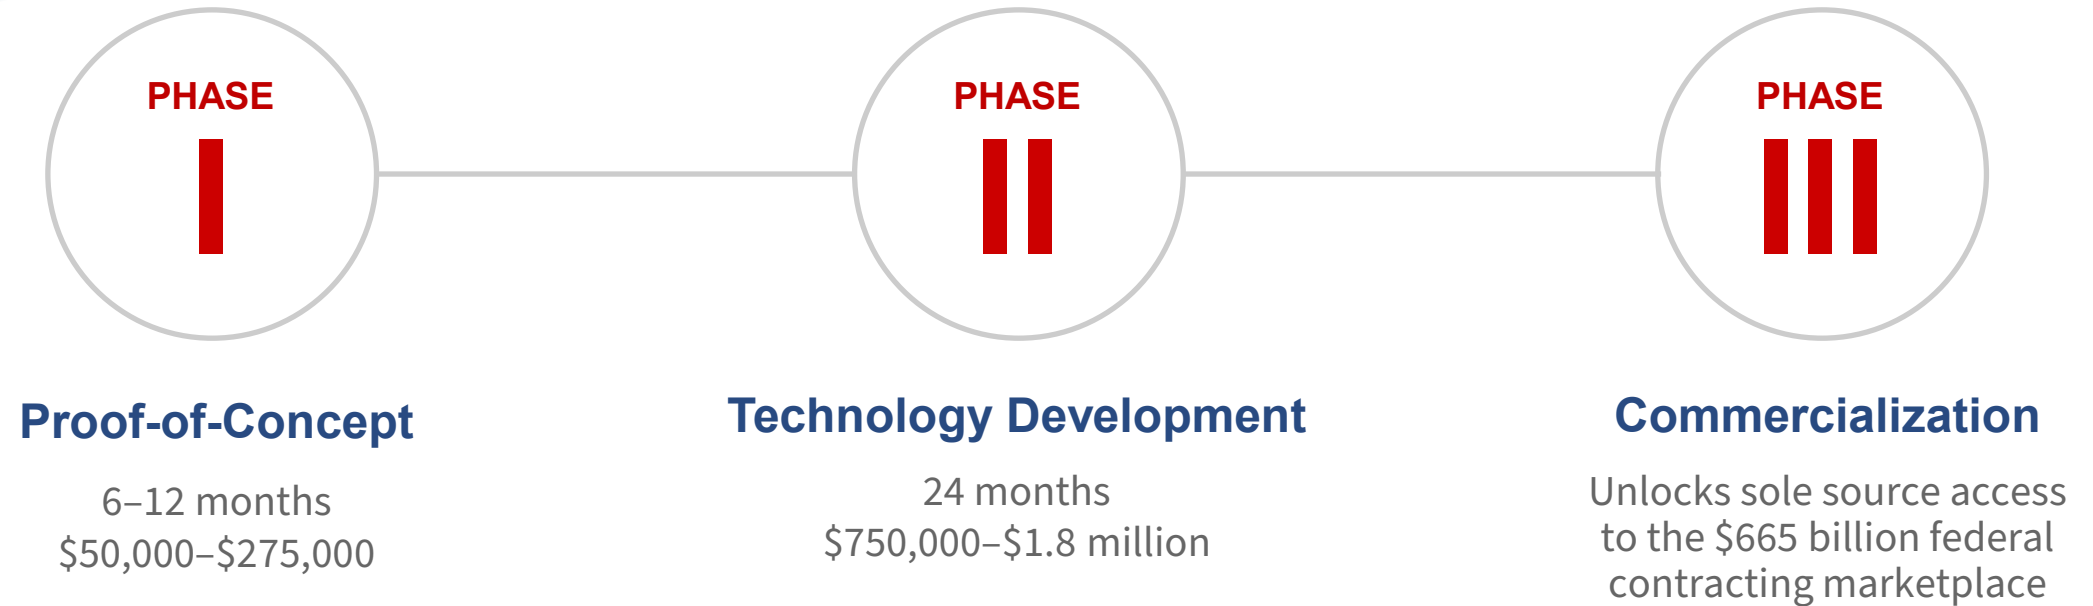 PHASE
I
Proof-of-Concept
6–12 months
$50,000–$275,000
PHASE
II
Technology Development
24 months
$750,000–$1.8 million
PHASE
III
Commercialization
Unlocks sole source access
to the $665 billion federal
contracting marketplace